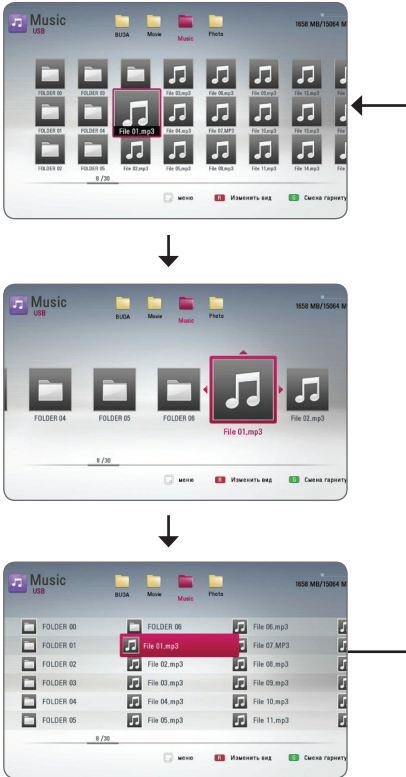 Music
USB
BUDA Movie Music Photo
1658 MB/15064 M
FOLDER 00 FOLDER 03 File 03.mp3 File 06.mp3 File 09.mp3 File 12.mp3 File
FOLDER 01 FOLDER 04 File 01.mp3 File 04.mp3 File 07.MP3 File 10.mp3 File 13.mp3 File
FOLDER 02 FOLDER 05 File 02.mp3 File 05.mp3 File 08.mp3 File 11.mp3 File 14.mp3 File
8 /30
меню R Изменить вид G Смена гарниту
Music
USB
BUDA Movie Music Photo
1658 MB/15064 M
FOLDER 04 FOLDER 05 FOLDER 06 File 01.mp3 File 02.mp3
8 /30
меню R Изменить вид G Смена гарниту
Music
USB
BUDA Movie Music Photo
1658 MB/15064 M
FOLDER 00 FOLDER 06 File 06.mp3
FOLDER 01 File 01.mp3 File 07.MP3
FOLDER 02 File 02.mp3 File 08.mp3
FOLDER 03 File 03.mp3 File 09.mp3
FOLDER 04 File 04.mp3 File 10.mp3
FOLDER 05 File 05.mp3 File 11.mp3
8 /30
меню R Изменить вид G Смена гарниту